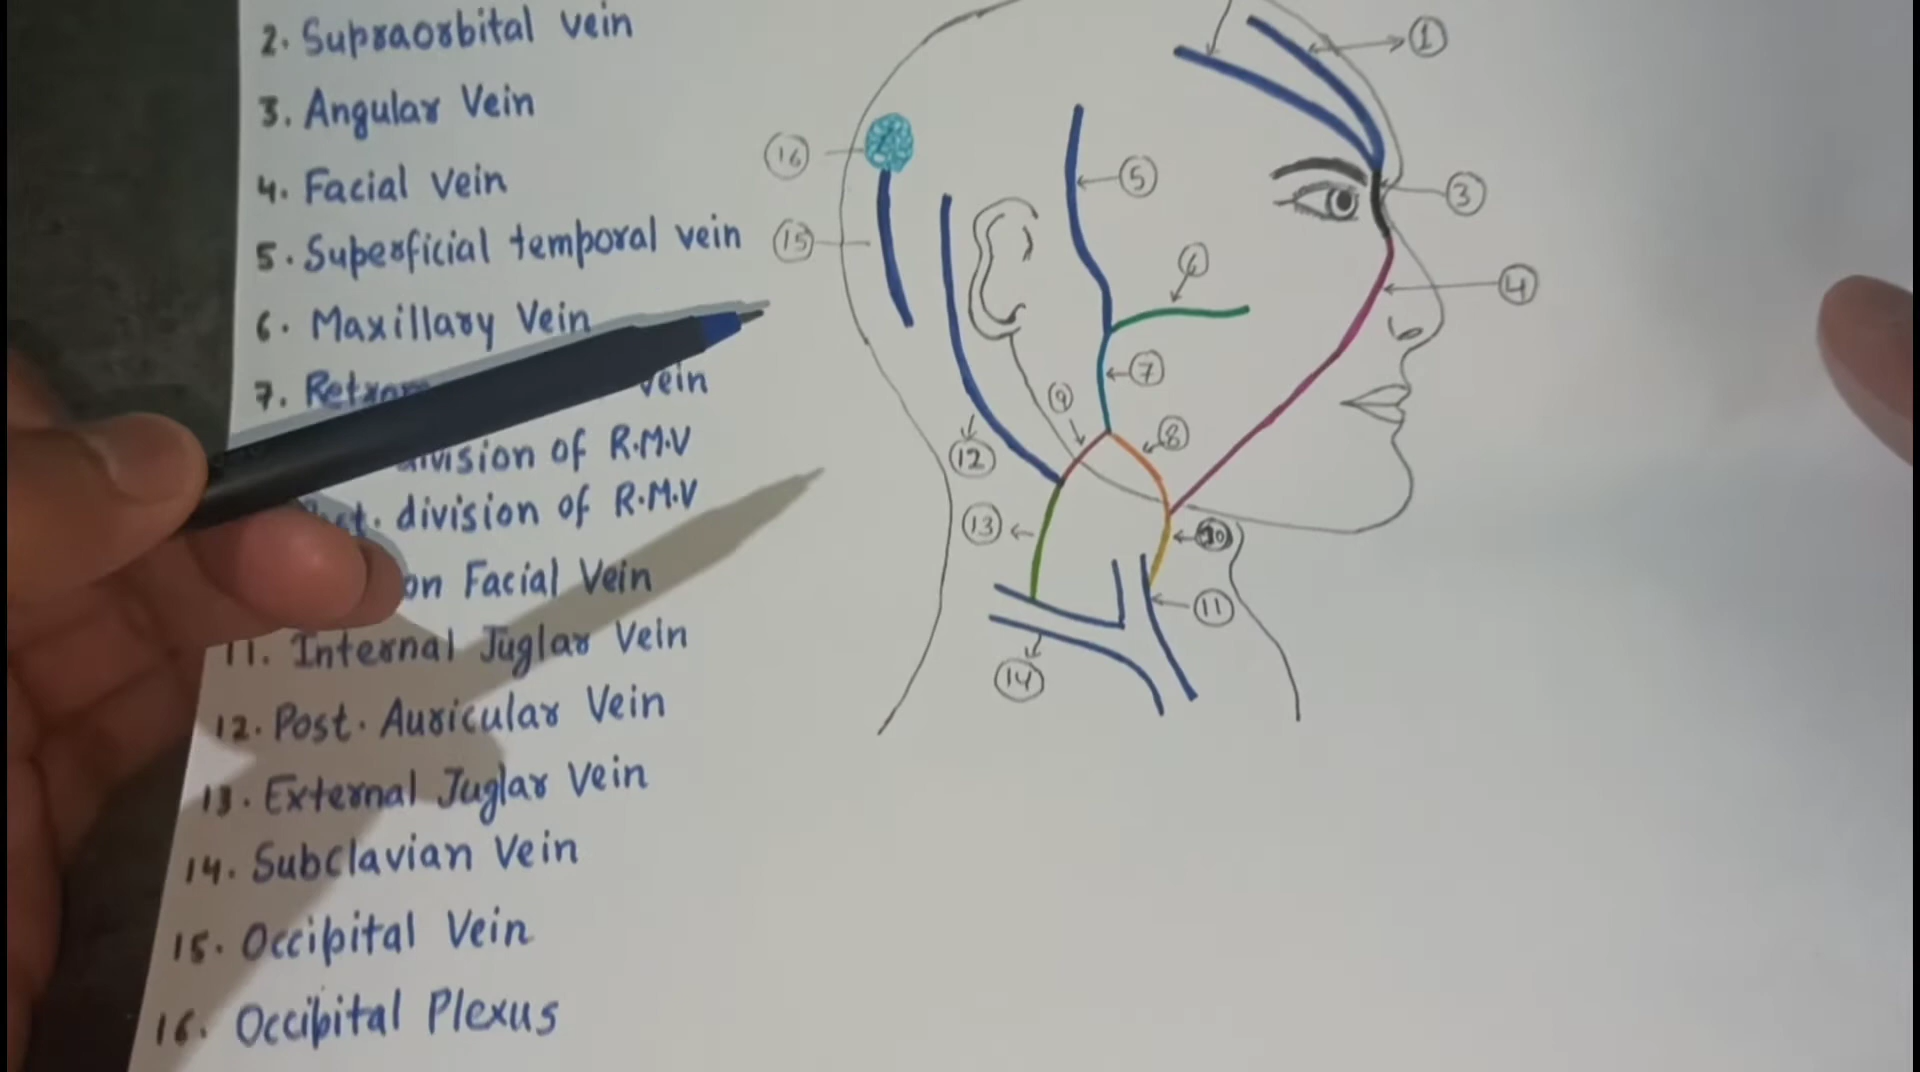 2. Supraorbital vein
3. Angular Vein
4. Facial Vein
5. Superficial temporal vein
6. Maxillary Vein
7. vein
division of R.M.V
division of R.M.V
Facial Vein
11. Internal Juglar Vein
12. Post. Auricular Vein
13. External Juglar Vein
14. Subclavian Vein
15. Occipital Vein
16. Occipital Plexus
1
3
4
5
6
7
8
9
10
11
12
13
14
15
16